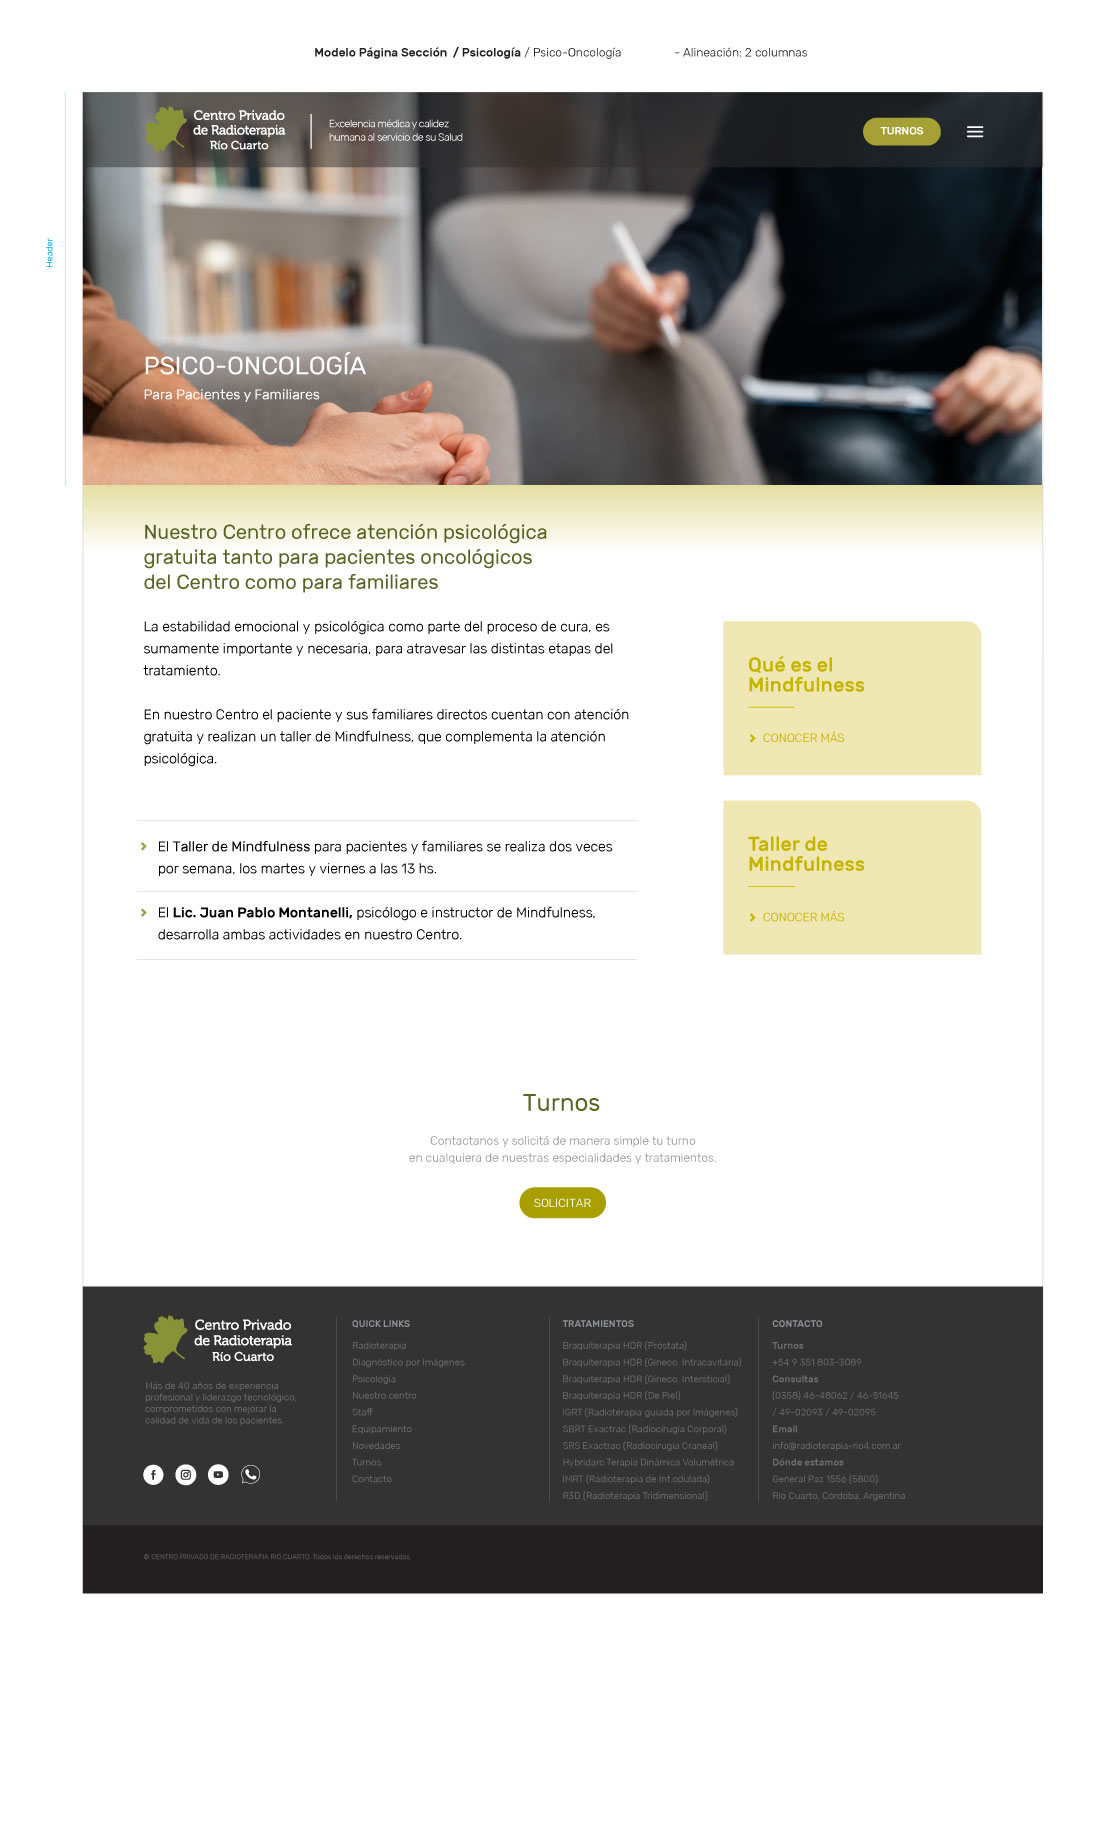 Modelo Página Sección / Psicología / Psico-Oncología - Alineación: 2 columnas
Header
Centro Privado
de Radioterapia
Río Cuarto
Excelencia médica y calidez
humana al servicio de su Salud
TURNOS
PSICO-ONCOLOGÍA
Para Pacientes y Familiares
Nuestro Centro ofrece atención psicológica
gratuita tanto para pacientes oncológicos
del Centro como para familiares
La estabilidad emocional y psicológica como parte del proceso de cura, es
sumamente importante y necesaria, para atravesar las distintas etapas del
tratamiento.
En nuestro Centro el paciente y sus familiares directos cuentan con atención
gratuita y realizan un taller de Mindfulness, que complementa la atención
psicológica.
El Taller de Mindfulness para pacientes y familiares se realiza dos veces
por semana, los martes y viernes a las 13 hs.
El Lic. Juan Pablo Montanelli, psicólogo e instructor de Mindfulness,
desarrolla ambas actividades en nuestro Centro.
Qué es el
Mindfulness
CONOCER MÁS
Taller de
Mindfulness
CONOCER MÁS
Turnos
Contactanos y solicitá de manera simple tu turno
en cualquiera de nuestras especialidades y tratamientos.
SOLICITAR
Centro Privado
de Radioterapia
Río Cuarto
Más de 40 años de experiencia
profesional y liderazgo tecnológico,
comprometidos con mejorar la
calidad de vida de los pacientes.
QUICK LINKS
Radioterapia
Diagnóstico por Imágenes
Psicología
Nuestro centro
Staff
Equipamiento
Novedades
Turnos
Contacto
TRATAMIENTOS
Braquiterapia HDR (Próstata)
Braquiterapia HDR (Gineco. Intracavitaria)
Braquiterapia HDR (Gineco. Intersticial)
Braquiterapia HDR (De Piel)
IGRT (Radioterapia guiada por Imágenes)
SBRT Exactrac (Radiocirugía Corporal)
SRS Exactrac (Radiocirugía Craneal)
Hybridarc Terapia Dinámica Volumétrica
IMRT (Radioterapia de Int.odulada)
R3D (Radioterapia Tridimensional)
CONTACTO
Turnos
+54 9 351 803-3089
Consultas
(0358) 46-48062 / 46-51645
/ 49-02093 / 49-02095
Email
info@radioterapia-rio4.com.ar
Dónde estamos
General Paz 1556 (5800)
Río Cuarto, Córdoba, Argentina
© CENTRO PRIVADO DE RADIOTERAPIA RIO CUARTO. Todos los derechos reservados.